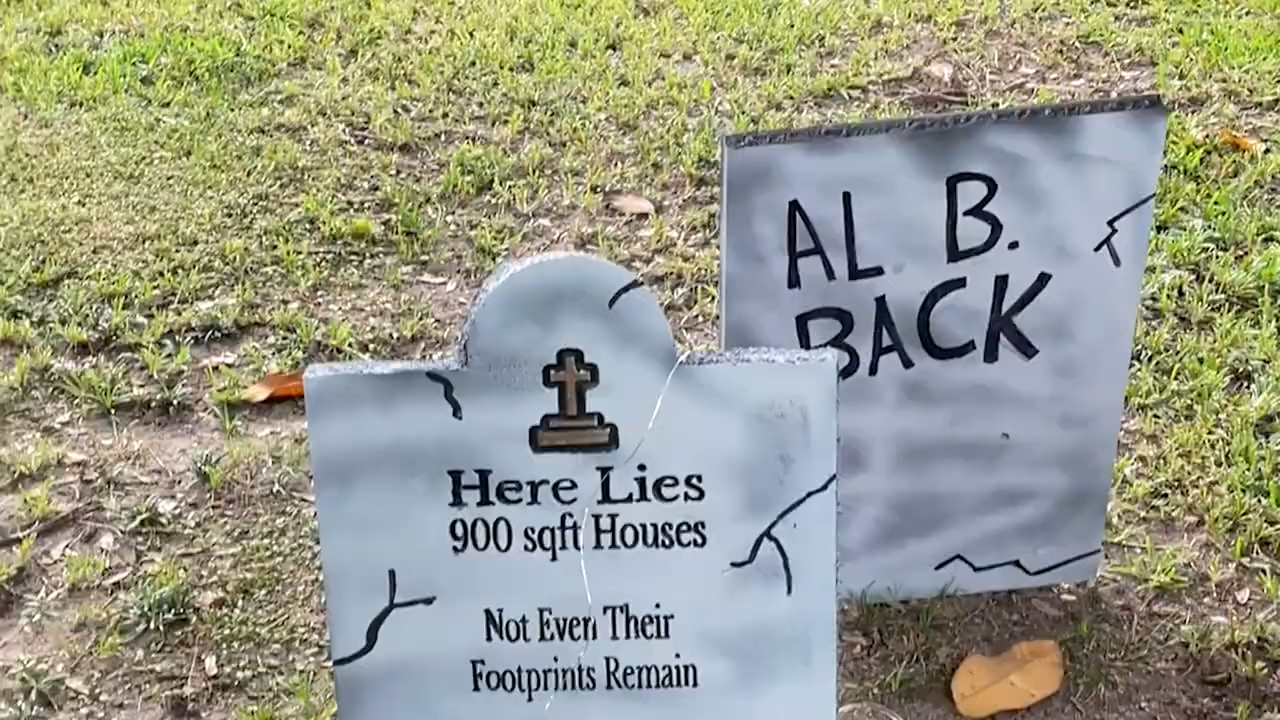 AL B.
BACK
Here Lies
900 sqft Houses
Not Even Their
Footprints Remain